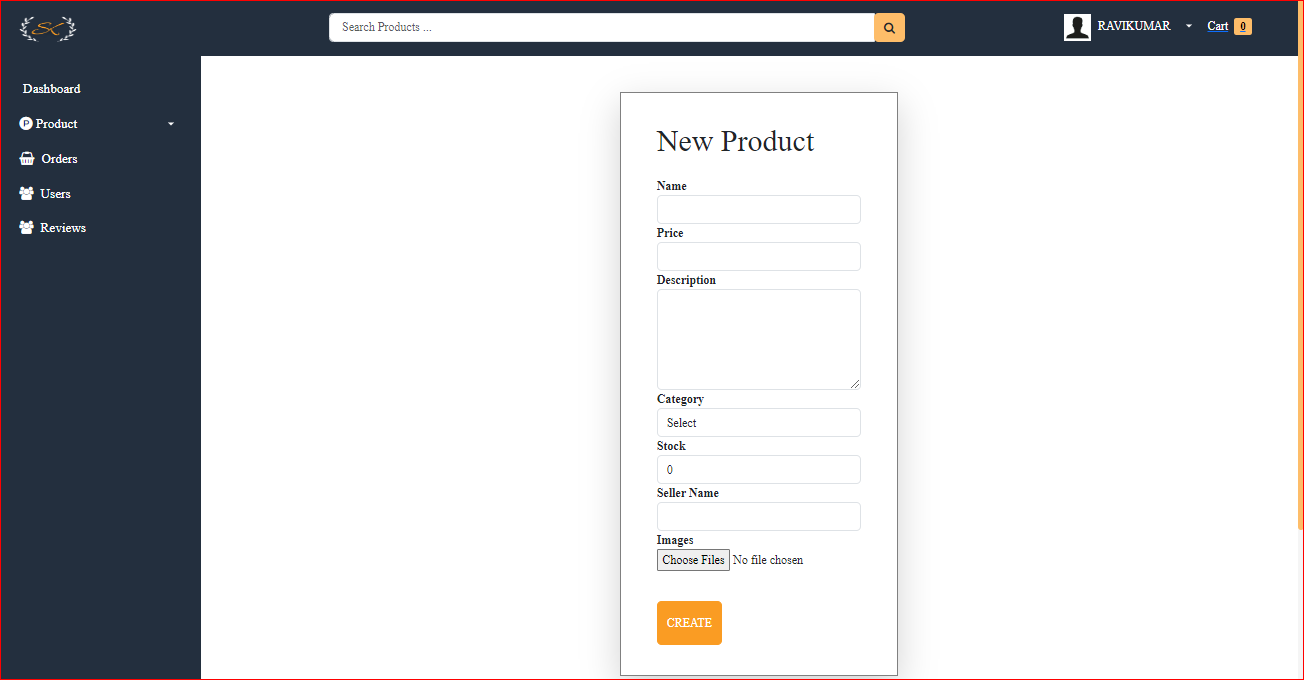 SK
Search Products ...
RAVIKUMAR
Cart 0
Dashboard
P Product
Orders
Users
Reviews
New Product
Name
Price
Description
Category
Select
Stock
0
Seller Name
Images
Choose Files No file chosen
CREATE